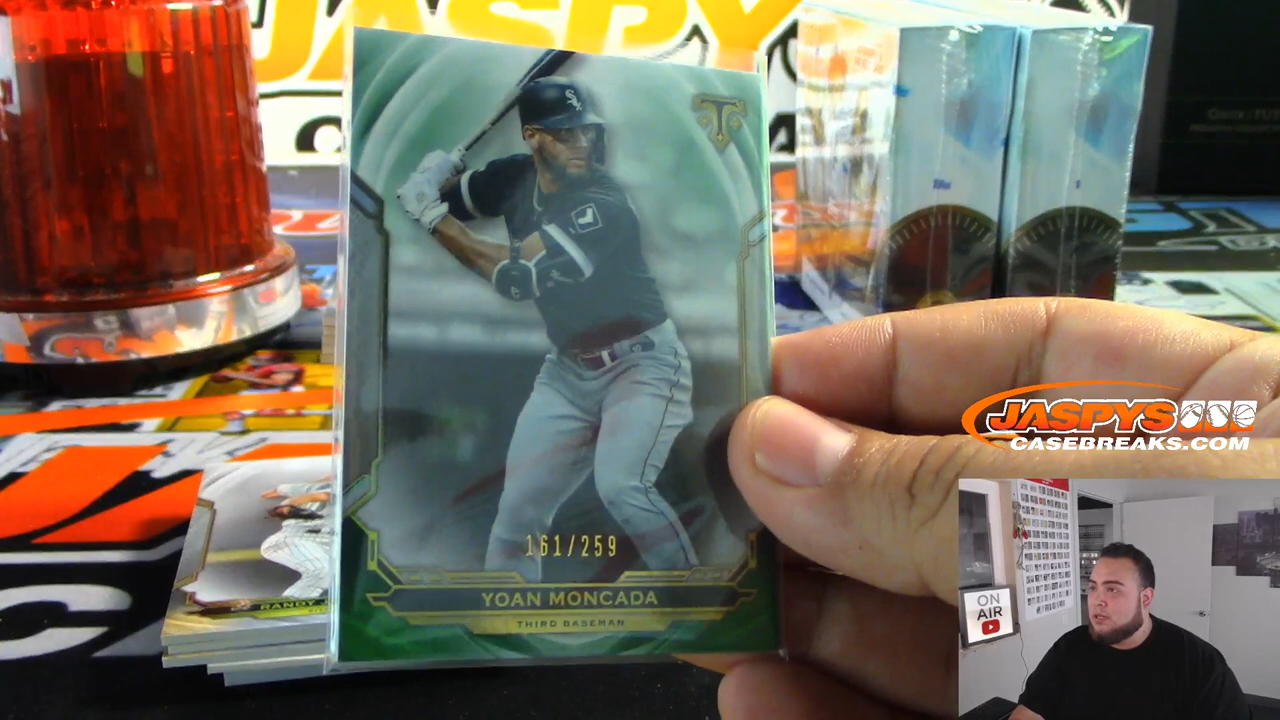 JASPY
161/259
YOAN MONCADA
THIRD BASEMAN
RANDY
JASPYS
CASEBREAKS.COM
ON
AIR